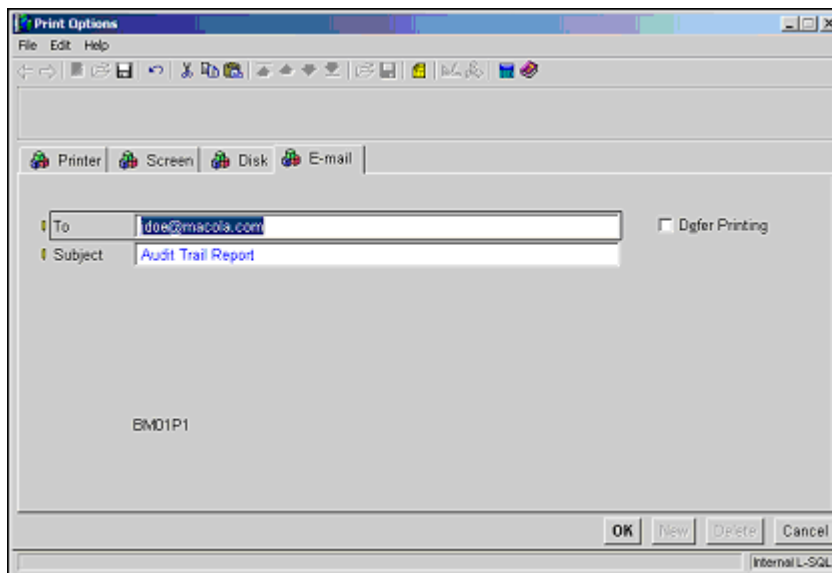 Print Options
File Edit Help
Printer Screen Disk E-mail
To jdoe@macola.com Defer Printing
Subject Audit Trail Report
BM01P1
OK New Delete Cancel
Internal L-SQL